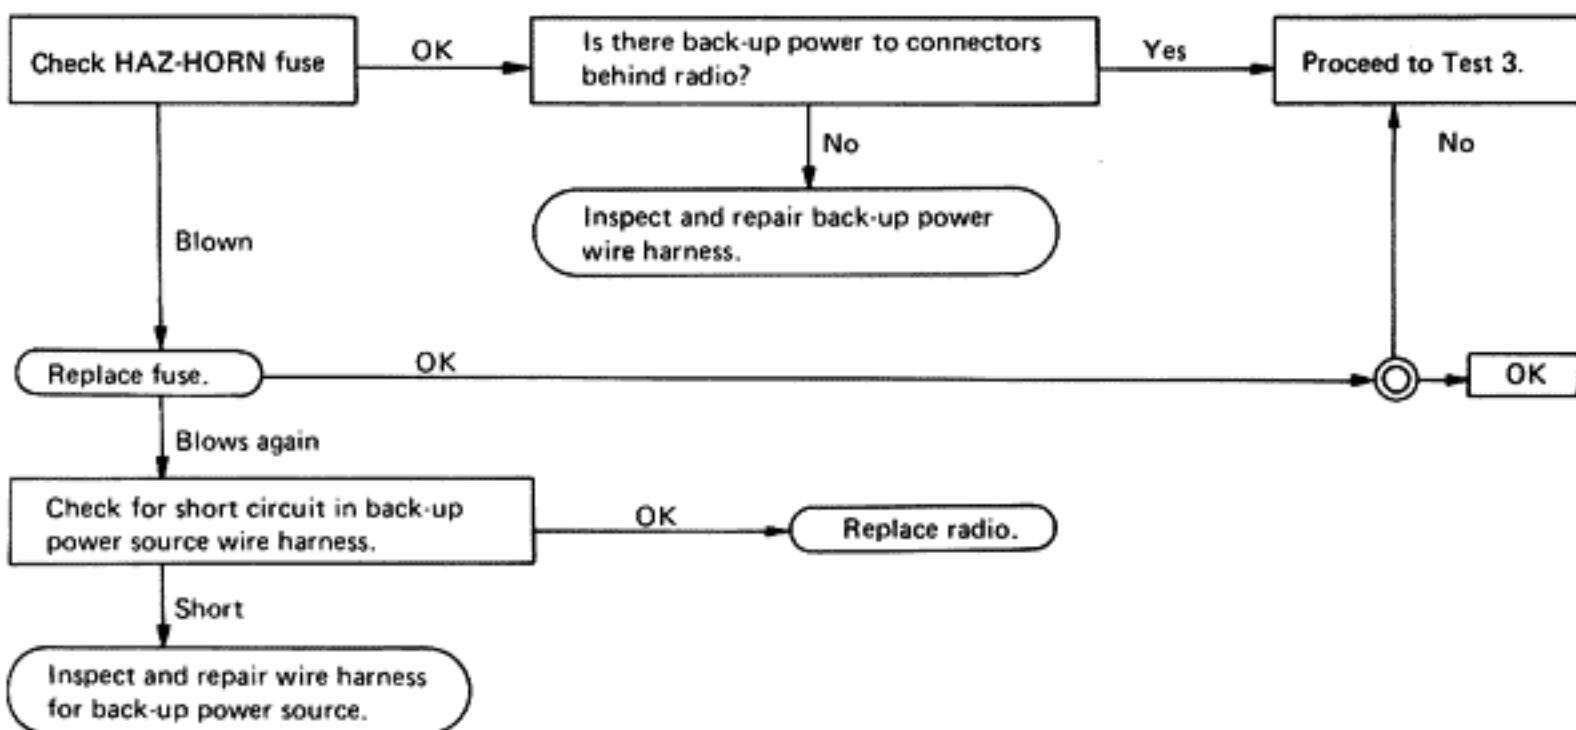 Check HAZ-HORN fuse
OK
Is there back-up power to connectors
behind radio?
Yes
Proceed to Test 3.
No
No
Inspect and repair back-up power
wire harness.
Blown
Replace fuse.
OK
OK
Blows again
Check for short circuit in back-up
power source wire harness.
OK
Replace radio.
Short
Inspect and repair wire harness
for back-up power source.